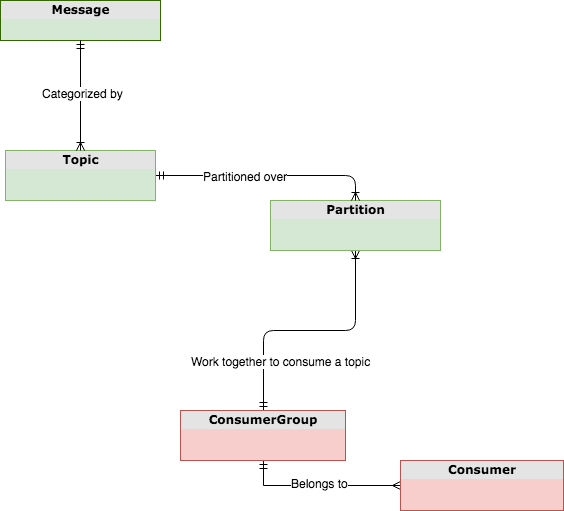 Message
Categorized by
Topic
Partitioned over
Partition
Work together to consume a topic
ConsumerGroup
Consumer
Belongs to